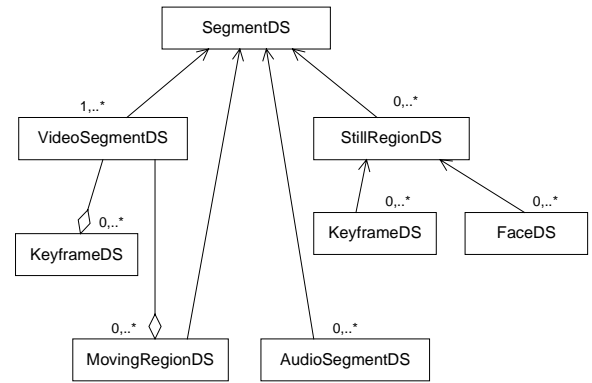 SegmentDS
1,..*
0,..*
VideoSegmentDS
StillRegionDS
0,..*
0,..*
0,..*
KeyframeDS
KeyframeDS
FaceDS
0,..*
0,..*
MovingRegionDS
AudioSegmentDS